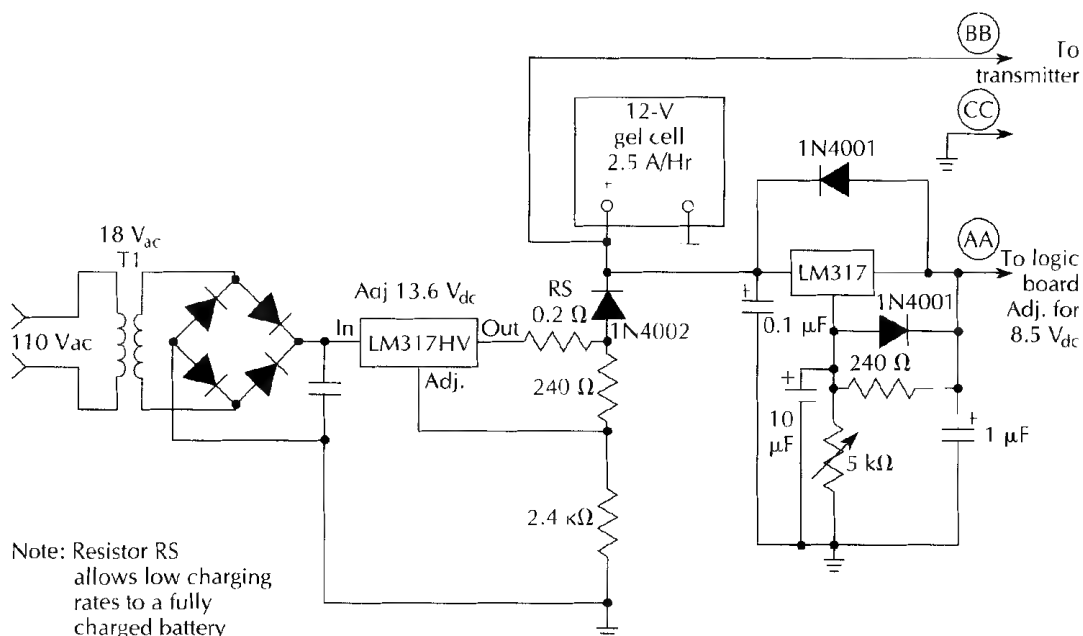 BB
To
transmitter
CC
12-V
gel cell
2.5 A/Hr
+
1N4001
AA
To logic
board
Adj. for
8.5 Vdc
18 Vac
T1
Aaj 13.6 Vdc
RS
0.2 Ω
1N4002
+
0.1 µF
LM317
1N4001
110 Vac
In
LM317HV
Out
Adj.
240 Ω
240 Ω
+
10
µF
5 kΩ
+
1 µF
2.4 κΩ
Note: Resistor RS
allows low charging
rates to a fully
charged battery